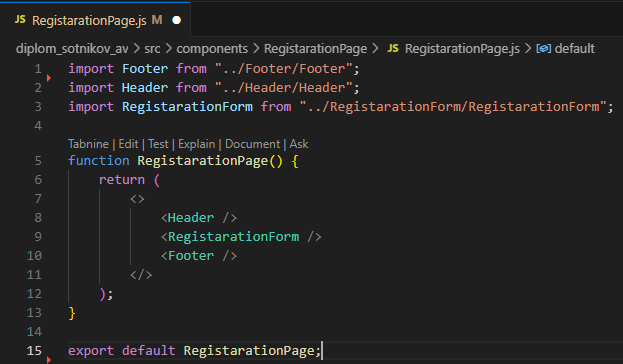 JS RegistarationPage.js M
diplom_sotnikov_av > src > components > RegistarationPage > JS RegistarationPage.js > default
1 import Footer from "../Footer/Footer";
2 import Header from "../Header/Header";
3 import RegistarationForm from "../RegistarationForm/RegistarationForm";
4
Tabnine | Edit | Test | Explain | Document | Ask
5 function RegistarationPage() {
6 return (
7 <>
8 <Header />
9 <RegistarationForm />
10 <Footer />
11 </>
12 );
13 }
14
15 export default RegistarationPage;